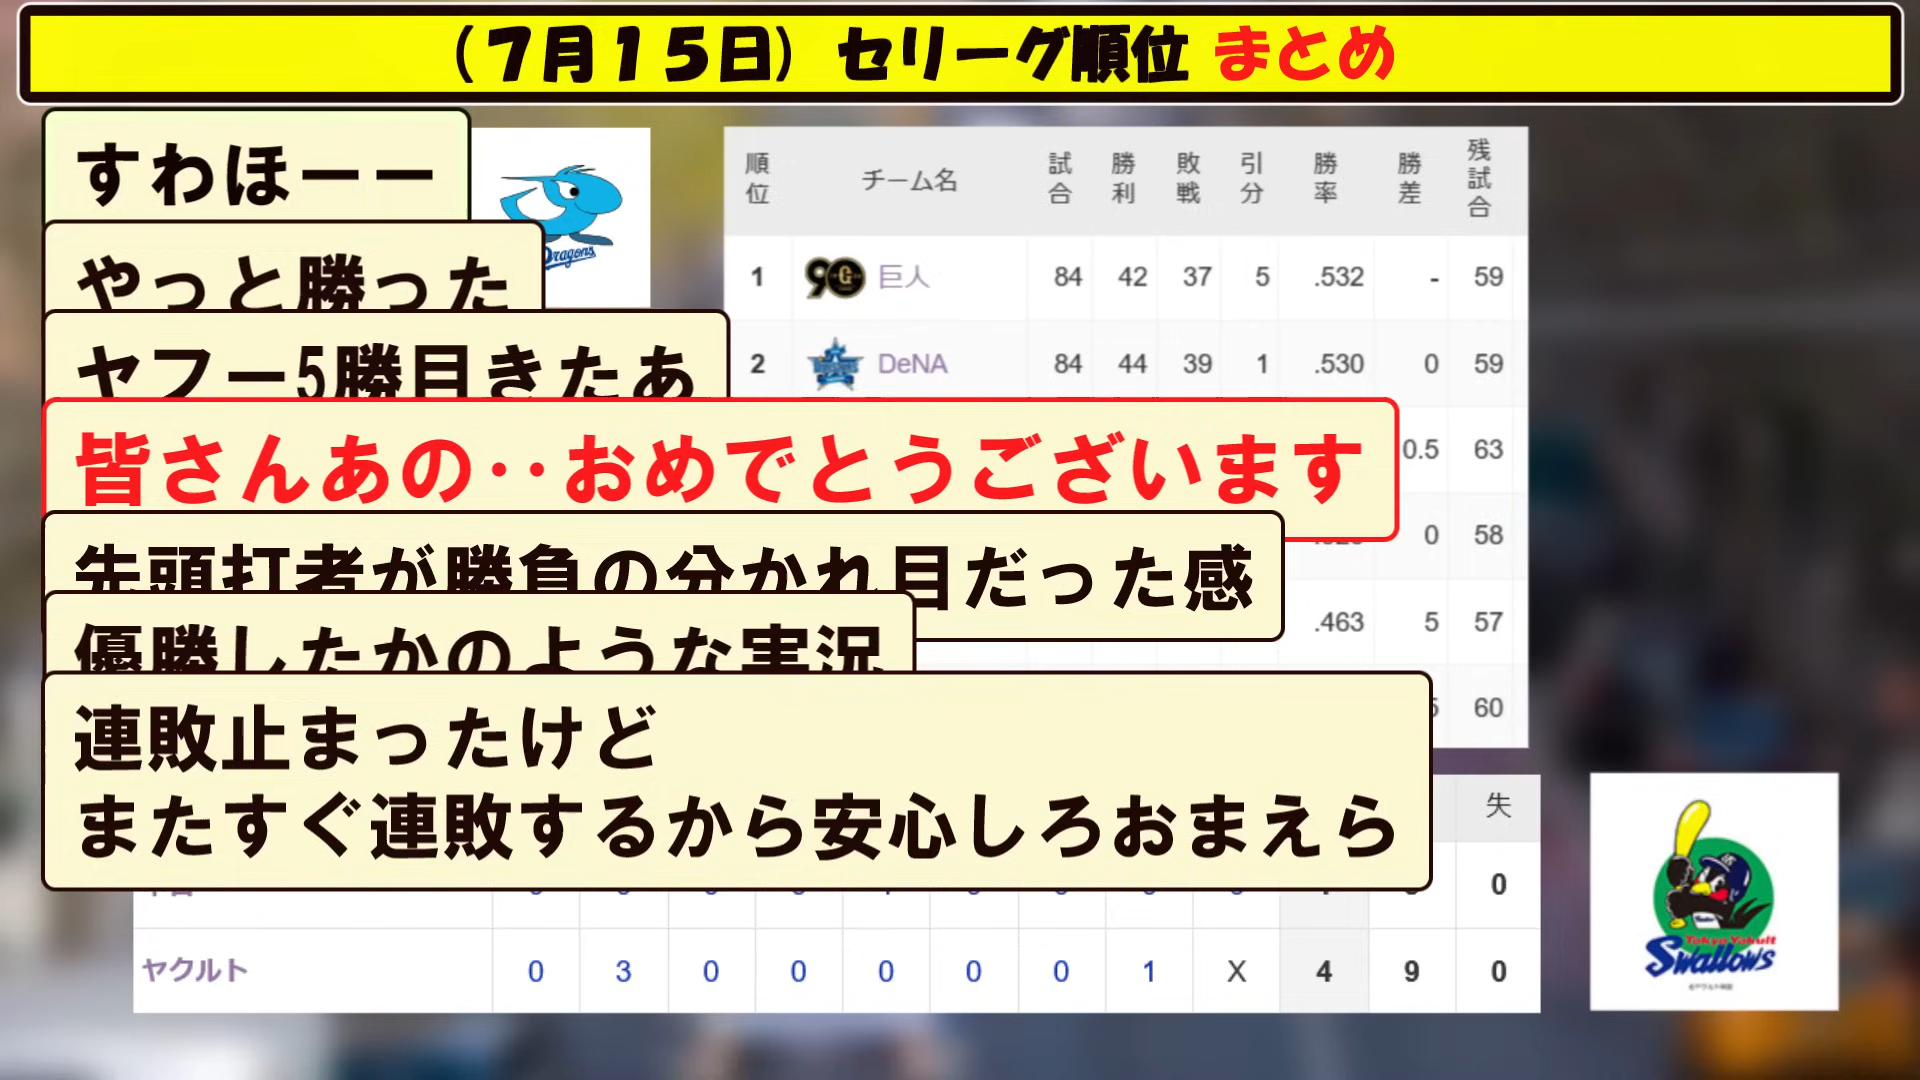 （７月１５日）セリーグ順位 まとめ
すわほーー
Dragons
やっと勝った
ヤフー5勝目きたあ
皆さんあの‥おめでとうございます
先頭打者が勝負の分かれ目だった感
優勝したかのような実況
連敗止まったけど
またすぐ連敗するから安心しろおまえら
順位 チーム名 試合 勝利 敗戦 引分 勝率 勝差 残試合
1 巨人 84 42 37 5 .532 - 59
2 DeNA 84 44 39 1 .530 0 59
0.5 63
0 58
.463 5 57
60
失
0
ヤクルト 0 3 0 0 0 0 0 1 X 4 9 0
Tokyo Yakult
Swallows